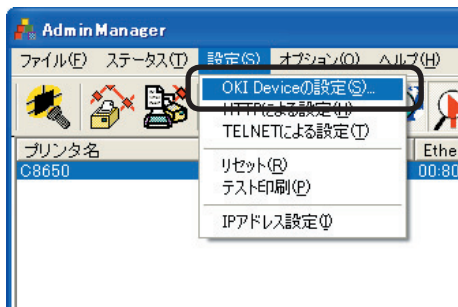 AdminManager
ファイル(F) ステータス(T) 設定(S) オプション(O) ヘルプ(H)
OKI Deviceの設定(S)...
HTTPによる設定(H)
TELNETによる設定(T)
リセット(R)
テスト印刷(P)
IPアドレス設定(I)
プリンタ名 Ethe
C8650 00:80